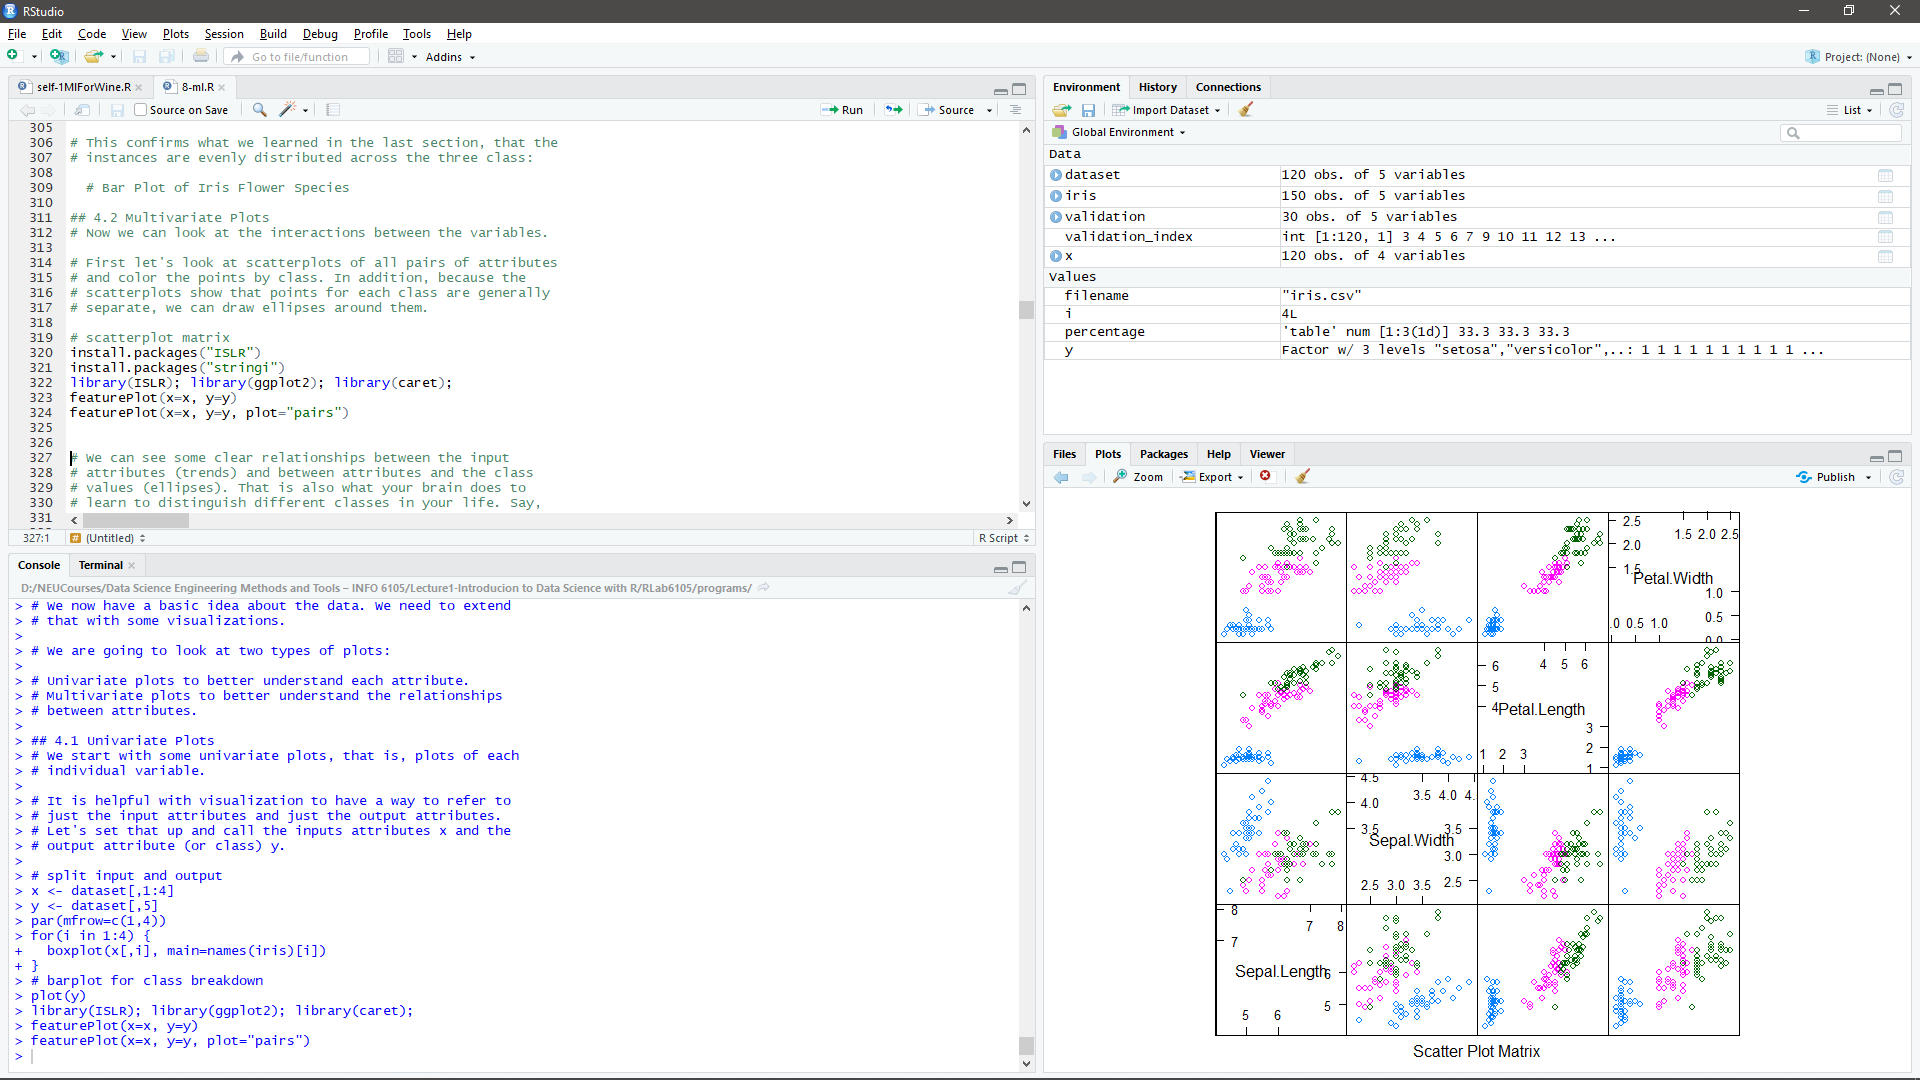 RStudio
File Edit Code View Plots Session Build Debug Profile Tools Help
Go to file/function Addins Project: (None)
self-1MlForWine.R 8-ml.R
Source on Save Run Source
305
306 # This confirms what we learned in the last section, that the
307 # instances are evenly distributed across the three class:
308
309 # Bar Plot of Iris Flower Species
310
311 ## 4.2 Multivariate Plots
312 # Now we can look at the interactions between the variables.
313
314 # First let's look at scatterplots of all pairs of attributes
315 # and color the points by class. In addition, because the
316 # scatterplots show that points for each class are generally
317 # separate, we can draw ellipses around them.
318
319 # scatterplot matrix
320 install.packages("ISLR")
321 install.packages("stringi")
322 library(ISLR); library(ggplot2); library(caret);
323 featurePlot(x=x, y=y)
324 featurePlot(x=x, y=y, plot="pairs")
325
326
327 # We can see some clear relationships between the input
328 # attributes (trends) and between attributes and the class
329 # values (ellipses). That is also what your brain does to
330 # learn to distinguish different classes in your life. Say,
331
327:1 (Untitled) R Script
Console Terminal
D:/NEUCourses/Data Science Engineering Methods and Tools – INFO 6105/Lecture1-Introducion to Data Science with R/RLab6105/programs/
> # We now have a basic idea about the data. We need to extend
> # that with some visualizations.
>
> # We are going to look at two types of plots:
>
> # Univariate plots to better understand each attribute.
> # Multivariate plots to better understand the relationships
> # between attributes.
>
> ## 4.1 Univariate Plots
> # We start with some univariate plots, that is, plots of each
> # individual variable.
>
> # It is helpful with visualization to have a way to refer to
> # just the input attributes and just the output attributes.
> # Let's set that up and call the inputs attributes x and the
> # output attribute (or class) y.
>
> # split input and output
> x <- dataset[,1:4]
> y <- dataset[,5]
> par(mfrow=c(1,4))
> for(i in 1:4) {
+ boxplot(x[,i], main=names(iris)[i])
+ }
> # barplot for class breakdown
> plot(y)
> library(ISLR); library(ggplot2); library(caret);
> featurePlot(x=x, y=y)
> featurePlot(x=x, y=y, plot="pairs")
>
Environment History Connections
Import Dataset List
Global Environment
Data
dataset 120 obs. of 5 variables
iris 150 obs. of 5 variables
validation 30 obs. of 5 variables
validation_index int [1:120, 1] 3 4 5 6 7 9 10 11 12 13 ...
x 120 obs. of 4 variables
Values
filename "iris.csv"
i 4L
percentage 'table' num [1:3(1d)] 33.3 33.3 33.3
y Factor w/ 3 levels "setosa","versicolor",..: 1 1 1 1 1 1 1 1 1 1 ...
Files Plots Packages Help Viewer
Zoom Export Publish
2.5 1.5 2.0 2.5
2.0
1.5 Petal.Width
1.0
0.5
.0 0.5 1.0 0.0
6 4 5 6
5
4 Petal.Length
3
2
1 2 3 1
4.5
4.0 3.5 4.0 4.
3.5 Sepal.Width 3.5
3.0
2.5 3.0 3.5 2.5
8 7 8
7
Sepal.Length 6
5
5 6
Scatter Plot Matrix